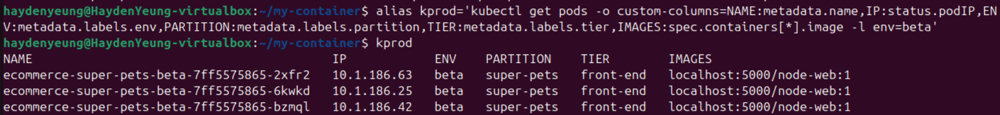 haydenyeung@HaydenYeung-virtualbox:~/my-container$ alias kprod='kubectl get pods -o custom-columns=NAME:metadata.name,IP:status.podIP,EN
V:metadata.labels.env,PARTITION:metadata.labels.partition,TIER:metadata.labels.tier,IMAGES:spec.containers[*].image -l env=beta'
haydenyeung@HaydenYeung-virtualbox:~/my-container$ kprod
NAME IP ENV PARTITION TIER IMAGES
ecommerce-super-pets-beta-7ff5575865-2xfr2 10.1.186.63 beta super-pets front-end localhost:5000/node-web:1
ecommerce-super-pets-beta-7ff5575865-6kwkd 10.1.186.25 beta super-pets front-end localhost:5000/node-web:1
ecommerce-super-pets-beta-7ff5575865-bzmql 10.1.186.42 beta super-pets front-end localhost:5000/node-web:1